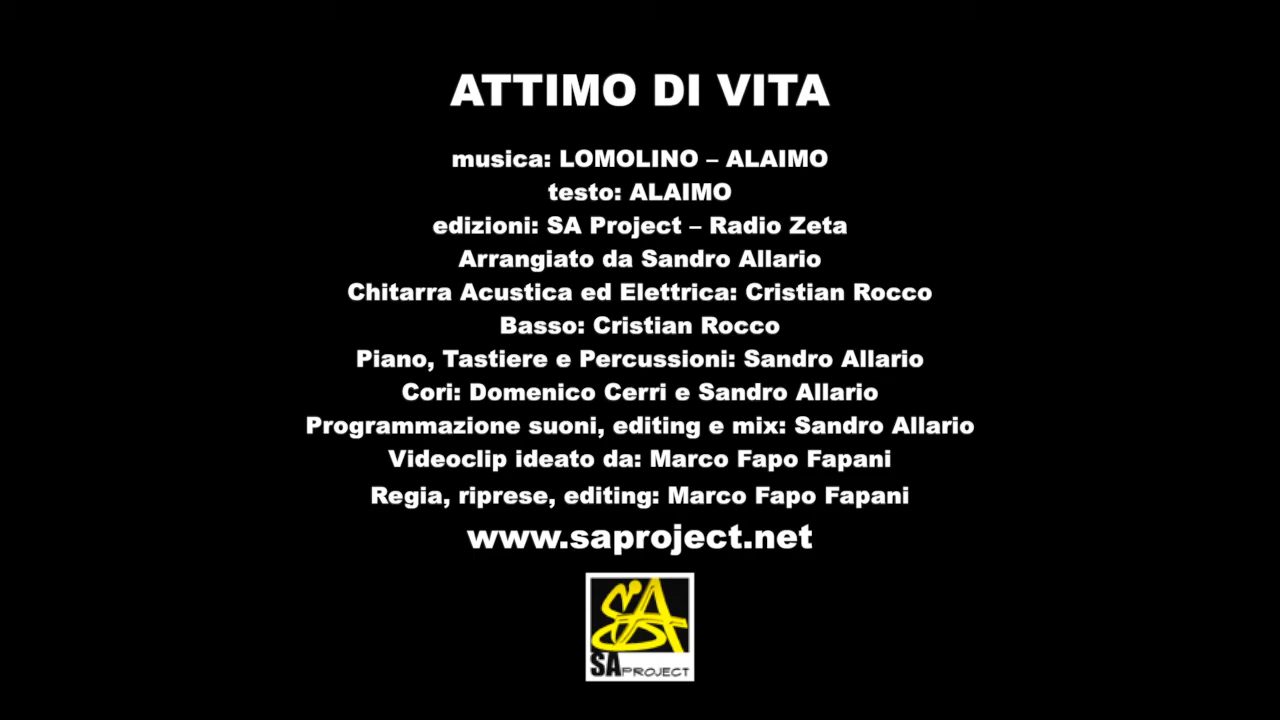 ATTIMO DI VITA
musica: LOMOLINO – ALAIMO
testo: ALAIMO
edizioni: SA Project – Radio Zeta
Arrangiato da Sandro Allario
Chitarra Acustica ed Elettrica: Cristian Rocco
Basso: Cristian Rocco
Piano, Tastiere e Percussioni: Sandro Allario
Cori: Domenico Cerri e Sandro Allario
Programmazione suoni, editing e mix: Sandro Allario
Videoclip ideato da: Marco Fapo Fapani
Regia, riprese, editing: Marco Fapo Fapani
www.saproject.net
SA
SAPROJECT